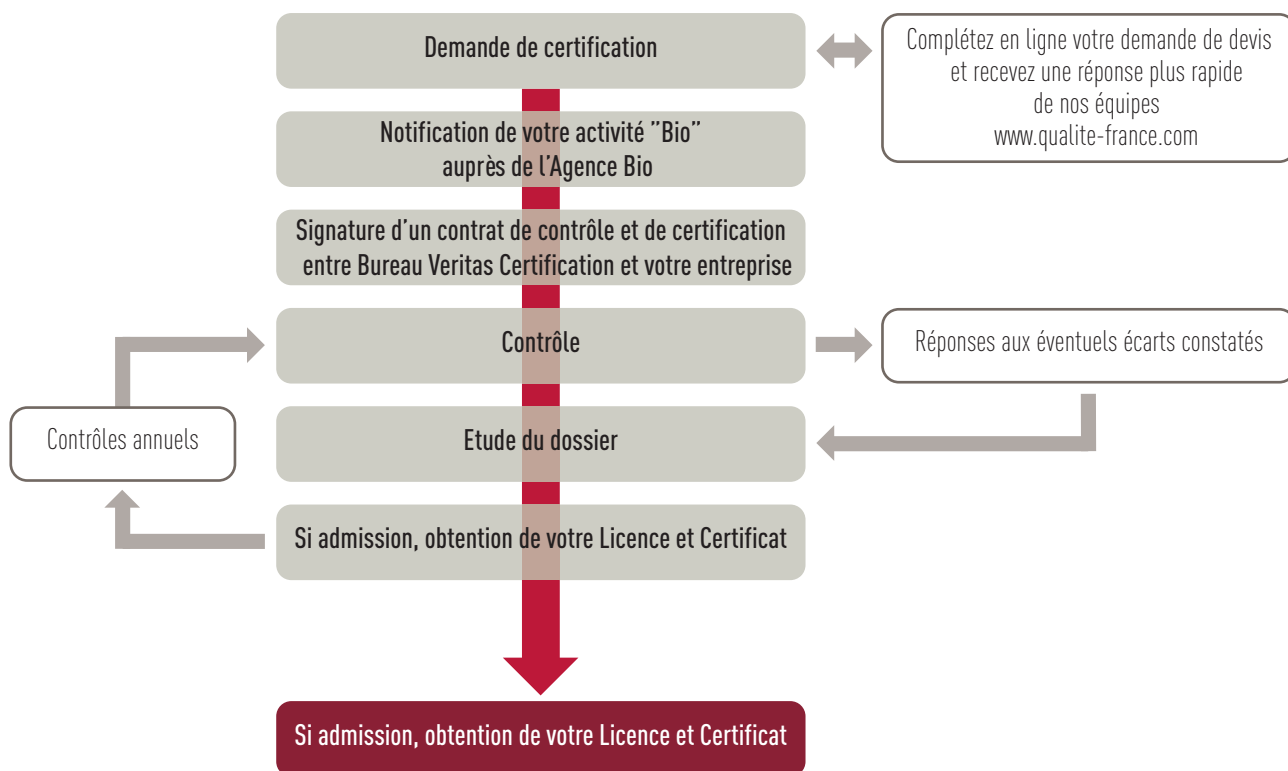 Demande de certification
Complétez en ligne votre demande de devis
et recevez une réponse plus rapide
de nos équipes
www.qualite-france.com
Notification de votre activité ”Bio”
auprès de l’Agence Bio
Signature d’un contrat de contrôle et de certification
entre Bureau Veritas Certification et votre entreprise
Contrôle
Réponses aux éventuels écarts constatés
Contrôles annuels
Etude du dossier
Si admission, obtention de votre Licence et Certificat
Si admission, obtention de votre Licence et Certificat